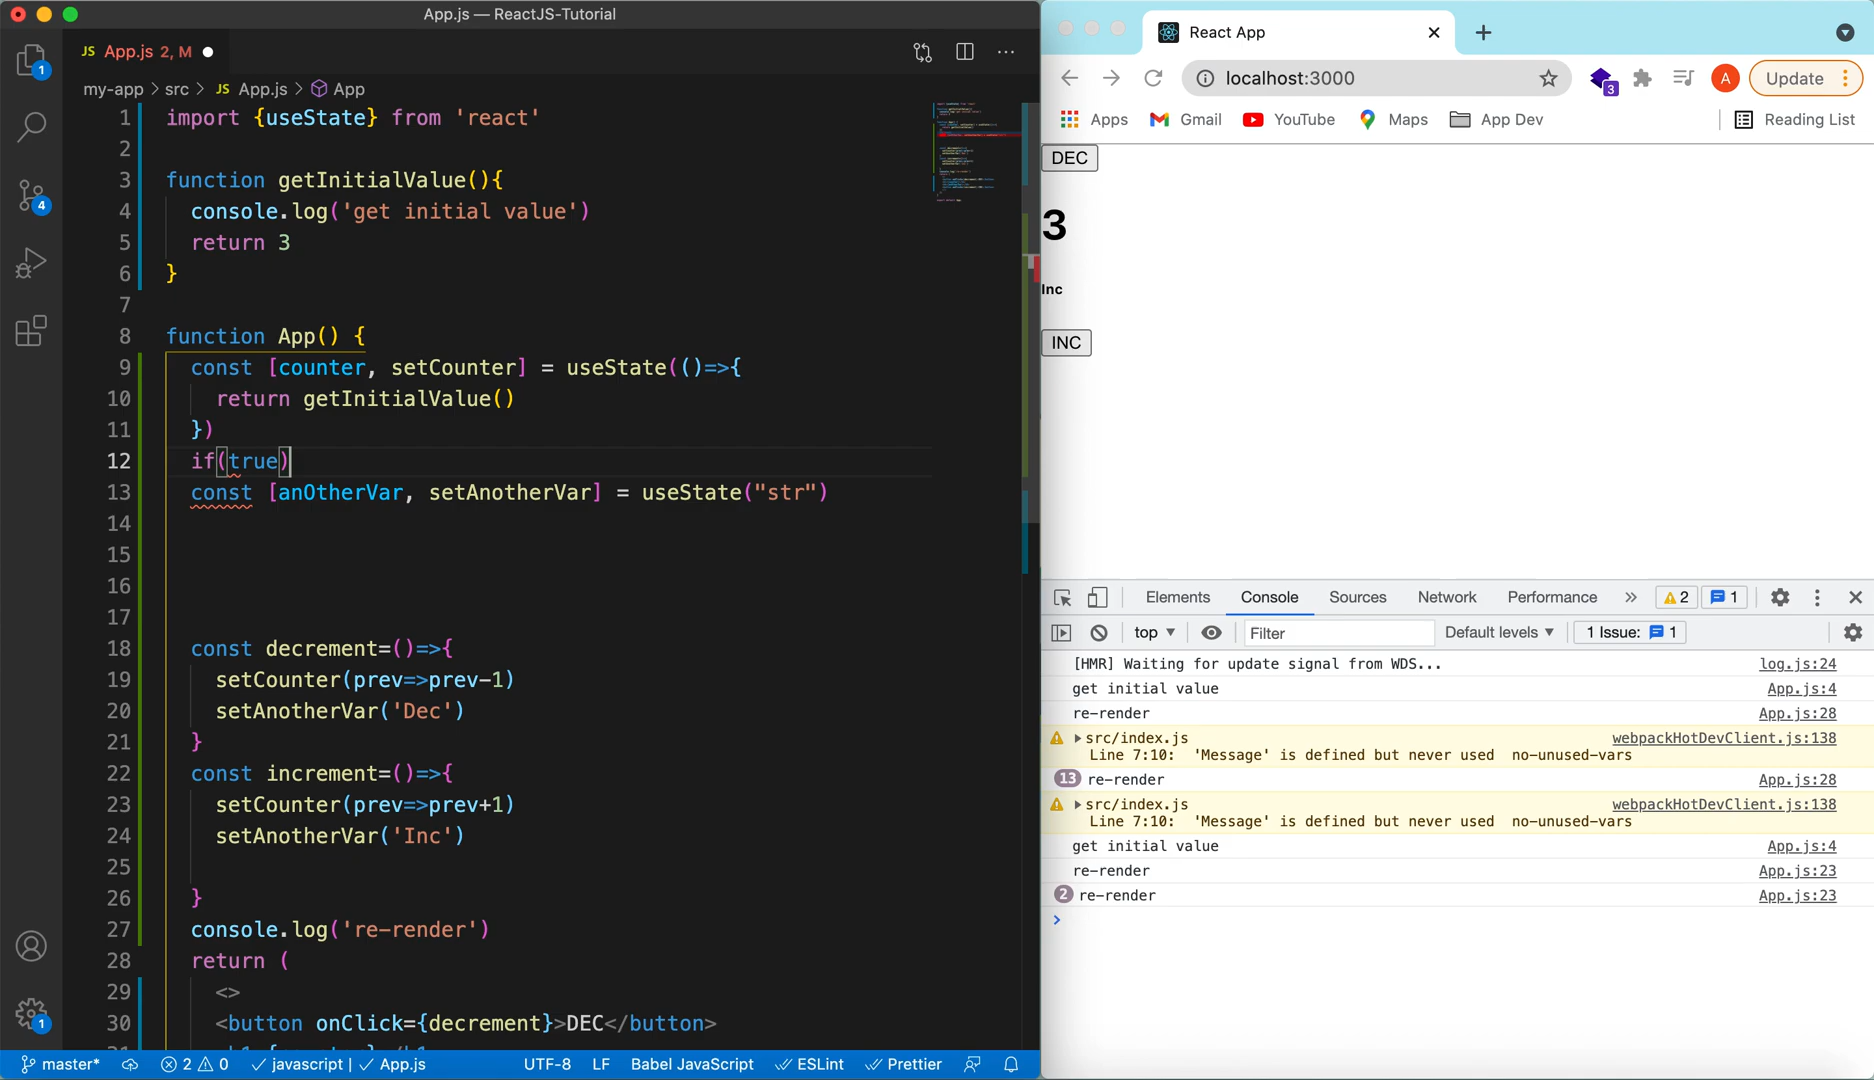 App.js — ReactJS-Tutorial
JS App.js 2, M
my-app > src > JS App.js > App
1 import {useState} from 'react'
2
3 function getInitialValue(){
4 console.log('get initial value')
5 return 3
6 }
7
8 function App() {
9 const [counter, setCounter] = useState(()=>{
10 return getInitialValue()
11 })
12 if(true)
13 const [anOtherVar, setAnotherVar] = useState("str")
14
15
16
17
18 const decrement=()=>{
19 setCounter(prev=>prev-1)
20 setAnotherVar('Dec')
21 }
22 const increment=()=>{
23 setCounter(prev=>prev+1)
24 setAnotherVar('Inc')
25
26 }
27 console.log('re-render')
28 return (
29 <>
30 <button onClick={decrement}>DEC</button>
1
4
1
master* 2 0 javascript | App.js UTF-8 LF Babel JavaScript ESLint Prettier
React App
localhost:3000
3 A Update
Apps Gmail YouTube Maps App Dev Reading List
DEC
3
Inc
INC
Elements Console Sources Network Performance » 2 1
top Filter Default levels 1 Issue: 1
[HMR] Waiting for update signal from WDS... log.js:24
get initial value App.js:4
re-render App.js:28
src/index.js webpackHotDevClient.js:138
Line 7:10: 'Message' is defined but never used no-unused-vars
13 re-render App.js:28
src/index.js webpackHotDevClient.js:138
Line 7:10: 'Message' is defined but never used no-unused-vars
get initial value App.js:4
re-render App.js:23
2 re-render App.js:23
>